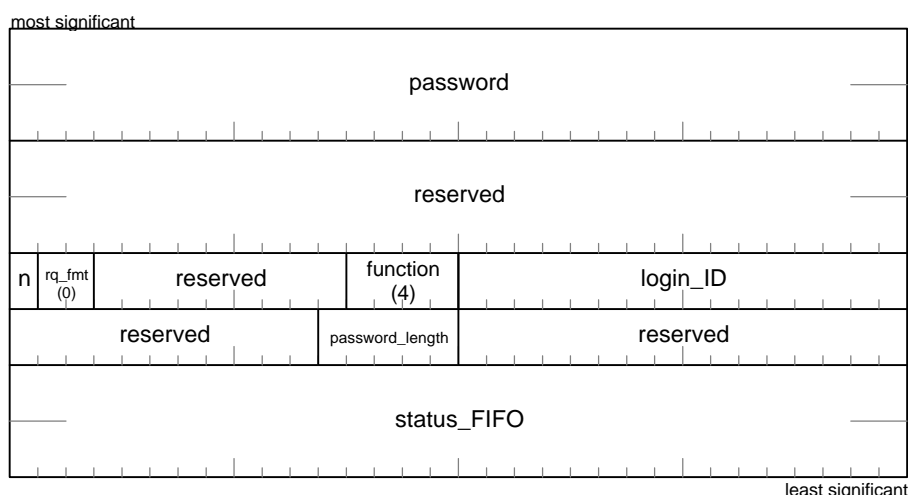 most significant
password
reserved
n rq_fmt (0) reserved function (4) login_ID
reserved password_length reserved
status_FIFO
least significant